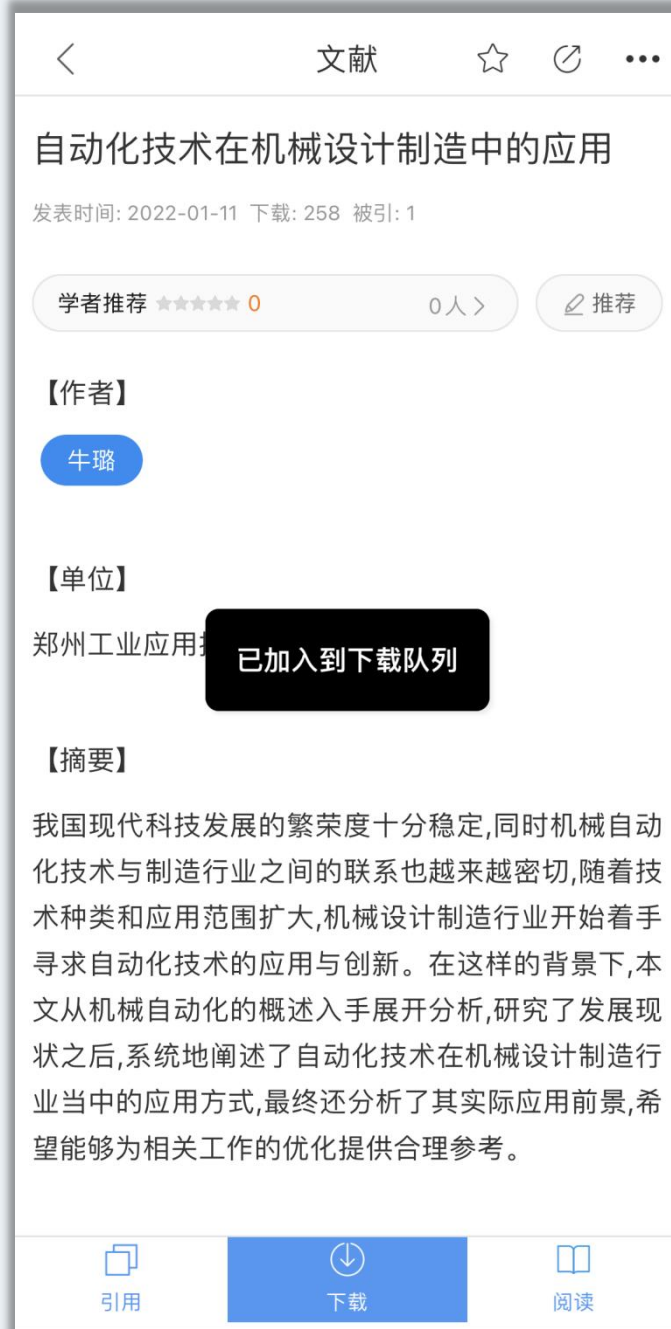 文献
自动化技术在机械设计制造中的应用
发表时间: 2022-01-11 下载: 258 被引: 1
学者推荐 0 0人 推荐
【作者】
牛璐
【单位】
郑州工业应用
已加入到下载队列
【摘要】
我国现代科技发展的繁荣度十分稳定,同时机械自动
化技术与制造行业之间的联系也越来越密切,随着技
术种类和应用范围扩大,机械设计制造行业开始着手
寻求自动化技术的应用与创新。在这样的背景下,本
文从机械自动化的概述入手展开分析,研究了发展现
状之后,系统地阐述了自动化技术在机械设计制造行
业当中的应用方式,最终还分析了其实际应用前景,希
望能够为相关工作的优化提供合理参考。
引用 下载 阅读